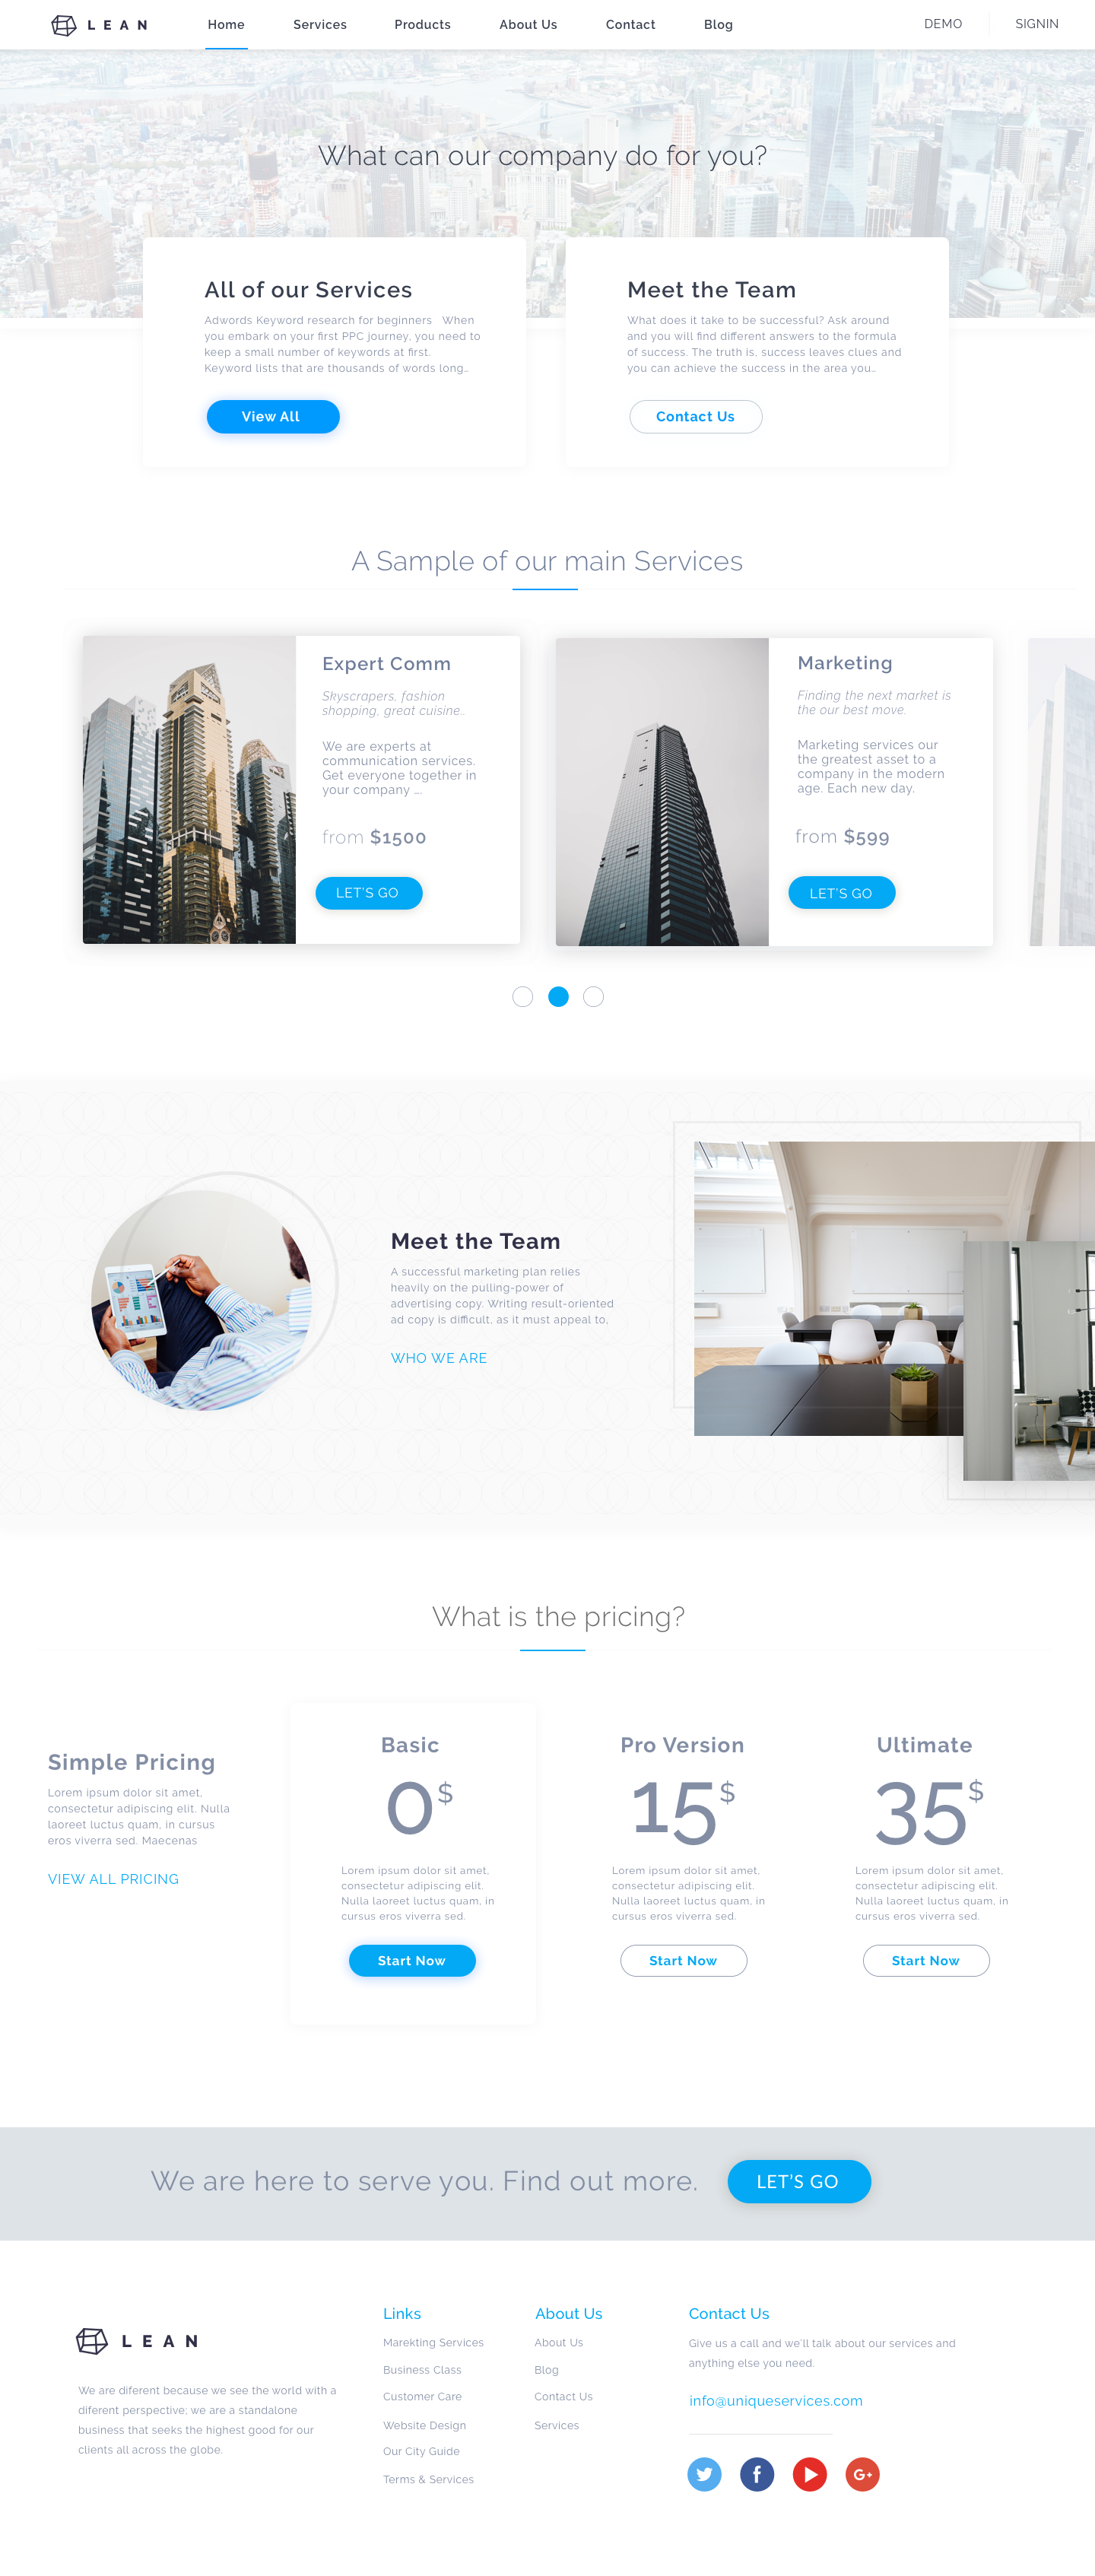 LEAN
Home Services Products About Us Contact Blog DEMO SIGNIN
What can our company do for you?
All of our Services
Adwords Keyword research for beginners When
you embark on your first PPC journey, you need to
keep a small number of keywords at first.
Keyword lists that are thousands of words long...
View All
Meet the Team
What does it take to be successful? Ask around
and you will find different answers to the formula
of success. The truth is, success leaves clues and
you can achieve the success in the area you...
Contact Us
A Sample of our main Services
Expert Comm
Skyscrapers, fashion
shopping, great cuisine..
We are experts at
communication services.
Get everyone together in
your company ....
from $1500
LET'S GO
Marketing
Finding the next market is
the our best move.
Marketing services our
the greatest asset to a
company in the modern
age. Each new day.
from $599
LET'S GO
Meet the Team
A successful marketing plan relies
heavily on the pulling-power of
advertising copy. Writing result-oriented
ad copy is difficult, as it must appeal to,
WHO WE ARE
What is the pricing?
Simple Pricing
Lorem ipsum dolor sit amet,
consectetur adipiscing elit. Nulla
laoreet luctus quam, in cursus
eros viverra sed. Maecenas
VIEW ALL PRICING
Basic
0$
Lorem ipsum dolor sit amet,
consectetur adipiscing elit.
Nulla laoreet luctus quam, in
cursus eros viverra sed.
Start Now
Pro Version
15$
Lorem ipsum dolor sit amet,
consectetur adipiscing elit.
Nulla laoreet luctus quam, in
cursus eros viverra sed.
Start Now
Ultimate
35$
Lorem ipsum dolor sit amet,
consectetur adipiscing elit.
Nulla laoreet luctus quam, in
cursus eros viverra sed.
Start Now
We are here to serve you. Find out more.
LET'S GO
LEAN
We are diferent because we see the world with a
diferent perspective; we are a standalone
business that seeks the highest good for our
clients all across the globe.
Links
Marekting Services
Business Class
Customer Care
Website Design
Our City Guide
Terms & Services
About Us
About Us
Blog
Contact Us
Services
Contact Us
Give us a call and we'll talk about our services and
anything else you need.
info@uniqueservices.com
G+